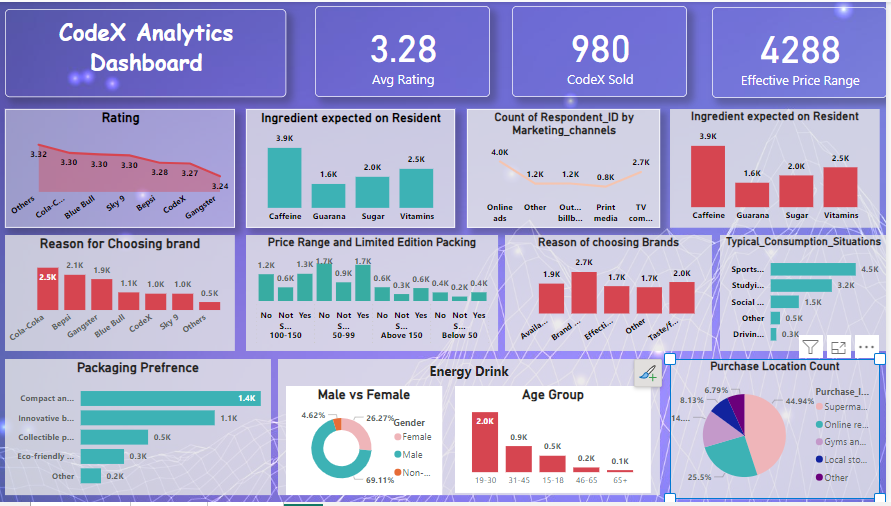 CodeX Analytics
Dashboard
3.28
Avg Rating
980
CodeX Sold
4288
Effective Price Range
Rating
3.32
3.30
3.30
3.30
3.28
3.27
3.24
Others
Cola-C...
Blue Bull
Sky 9
Bepsi
CodeX
Gangster
Ingredient expected on Resident
3.9K
1.6K
2.0K
2.5K
Caffeine
Guarana
Sugar
Vitamins
Count of Respondent_ID by
Marketing_channels
4.0K
1.2K
1.2K
0.8K
2.7K
Online
ads
Other
Out...
billb...
Print
media
TV
com...
Ingredient expected on Resident
3.9K
1.6K
2.0K
2.5K
Caffeine
Guarana
Sugar
Vitamins
Reason for Choosing brand
2.5K
2.1K
1.9K
1.1K
1.0K
1.0K
0.5K
Cola-Coka
Bepsi
Gangster
Blue Bull
CodeX
Sky 9
Others
Price Range and Limited Edition Packing
1.2K
0.6K
1.3K
1.7K
0.9K
1.7K
0.6K
0.3K
0.6K
0.4K
0.2K
0.4K
No Not Yes No Not Yes No Not Yes No Not Yes
S... S... S... S...
100-150
50-99
Above 150
Below 50
Reason of choosing Brands
1.9K
2.7K
1.7K
1.7K
2.0K
Availa...
Brand ...
Effecti...
Other
Taste/f...
Typical_Consumption_Situations
Sports...
4.5K
Studyi...
3.2K
Social ...
1.5K
Other
0.5K
Drivin...
0.3K
Packaging Prefrence
Compact an...
1.4K
Innovative b...
1.1K
Collectible p...
0.5K
Eco-friendly ...
0.3K
Other
0.2K
Energy Drink
Male vs Female
4.62%
26.27%
69.11%
Gender
Female
Male
Non-...
Age Group
2.0K
0.9K
0.5K
0.2K
0.1K
19-30
31-45
15-18
46-65
65+
Purchase Location Count
6.79%
8.13%
14....
25.5%
44.94%
Purchase_l...
Superma...
Online re...
Gyms an...
Local sto...
Other